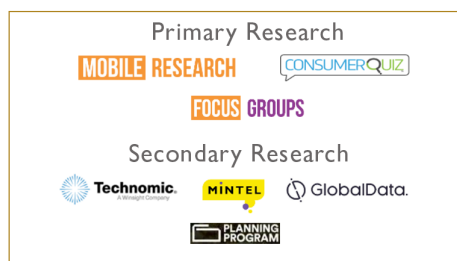 Primary Research
MOBILE RESEARCH
CONSUMERQUIZ
FOCUS GROUPS
Secondary Research
Technomic.
A Winsight Company
MiNTEL
GlobalData.
PLANNING
PROGRAM